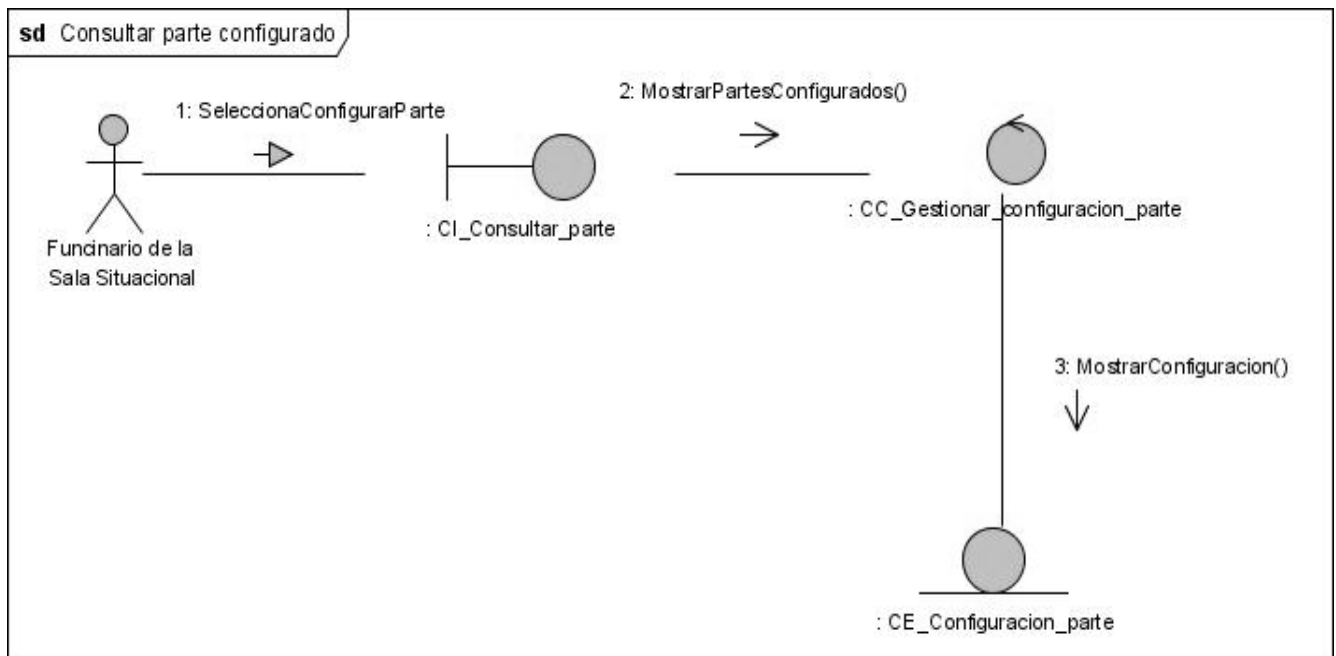 sd Consultar parte configurado
1: SeleccionaConfigurarParte
2: MostrarPartesConfigurados()
: CI_Consultar_parte
: CC_Gestionar_configuracion_parte
Funcinario de la
Sala Situacional
3: MostrarConfiguracion()
: CE_Configuracion_parte